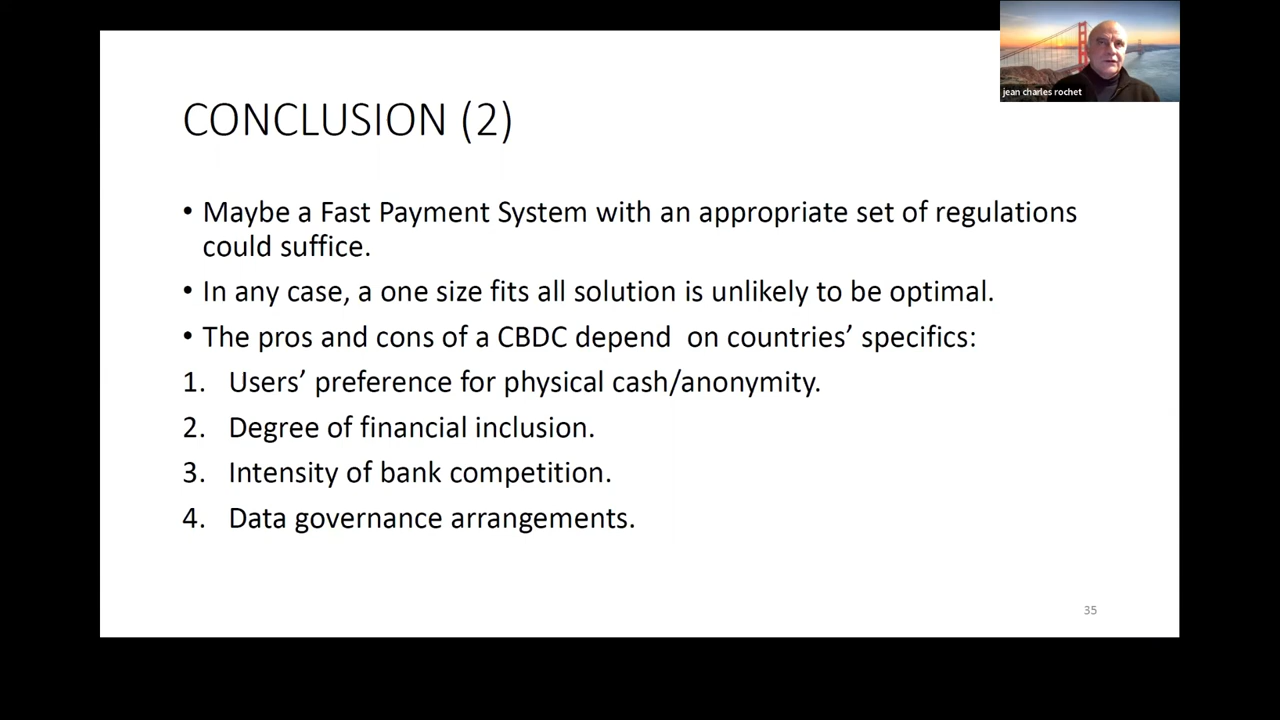 jean charles rochet
CONCLUSION (2)
• Maybe a Fast Payment System with an appropriate set of regulations
could suffice.
• In any case, a one size fits all solution is unlikely to be optimal.
• The pros and cons of a CBDC depend  on countries’ specifics:
1. Users’ preference for physical cash/anonymity.
2. Degree of financial inclusion.
3. Intensity of bank competition.
4. Data governance arrangements.
35